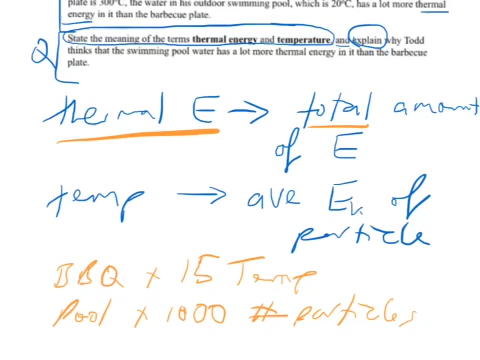 plate is 300°C, the water in his outdoor swimming pool, which is 20°C, has a lot more thermal
energy in it than the barbecue plate.
2 State the meaning of the terms thermal energy and temperature, and explain why Todd
thinks that the swimming pool water has a lot more thermal energy in it than the barbecue
plate.
thermal E → total amount
of E
temp → ave Ek of
particle
BBQ × 15 Temp
Pool × 1000 # particles